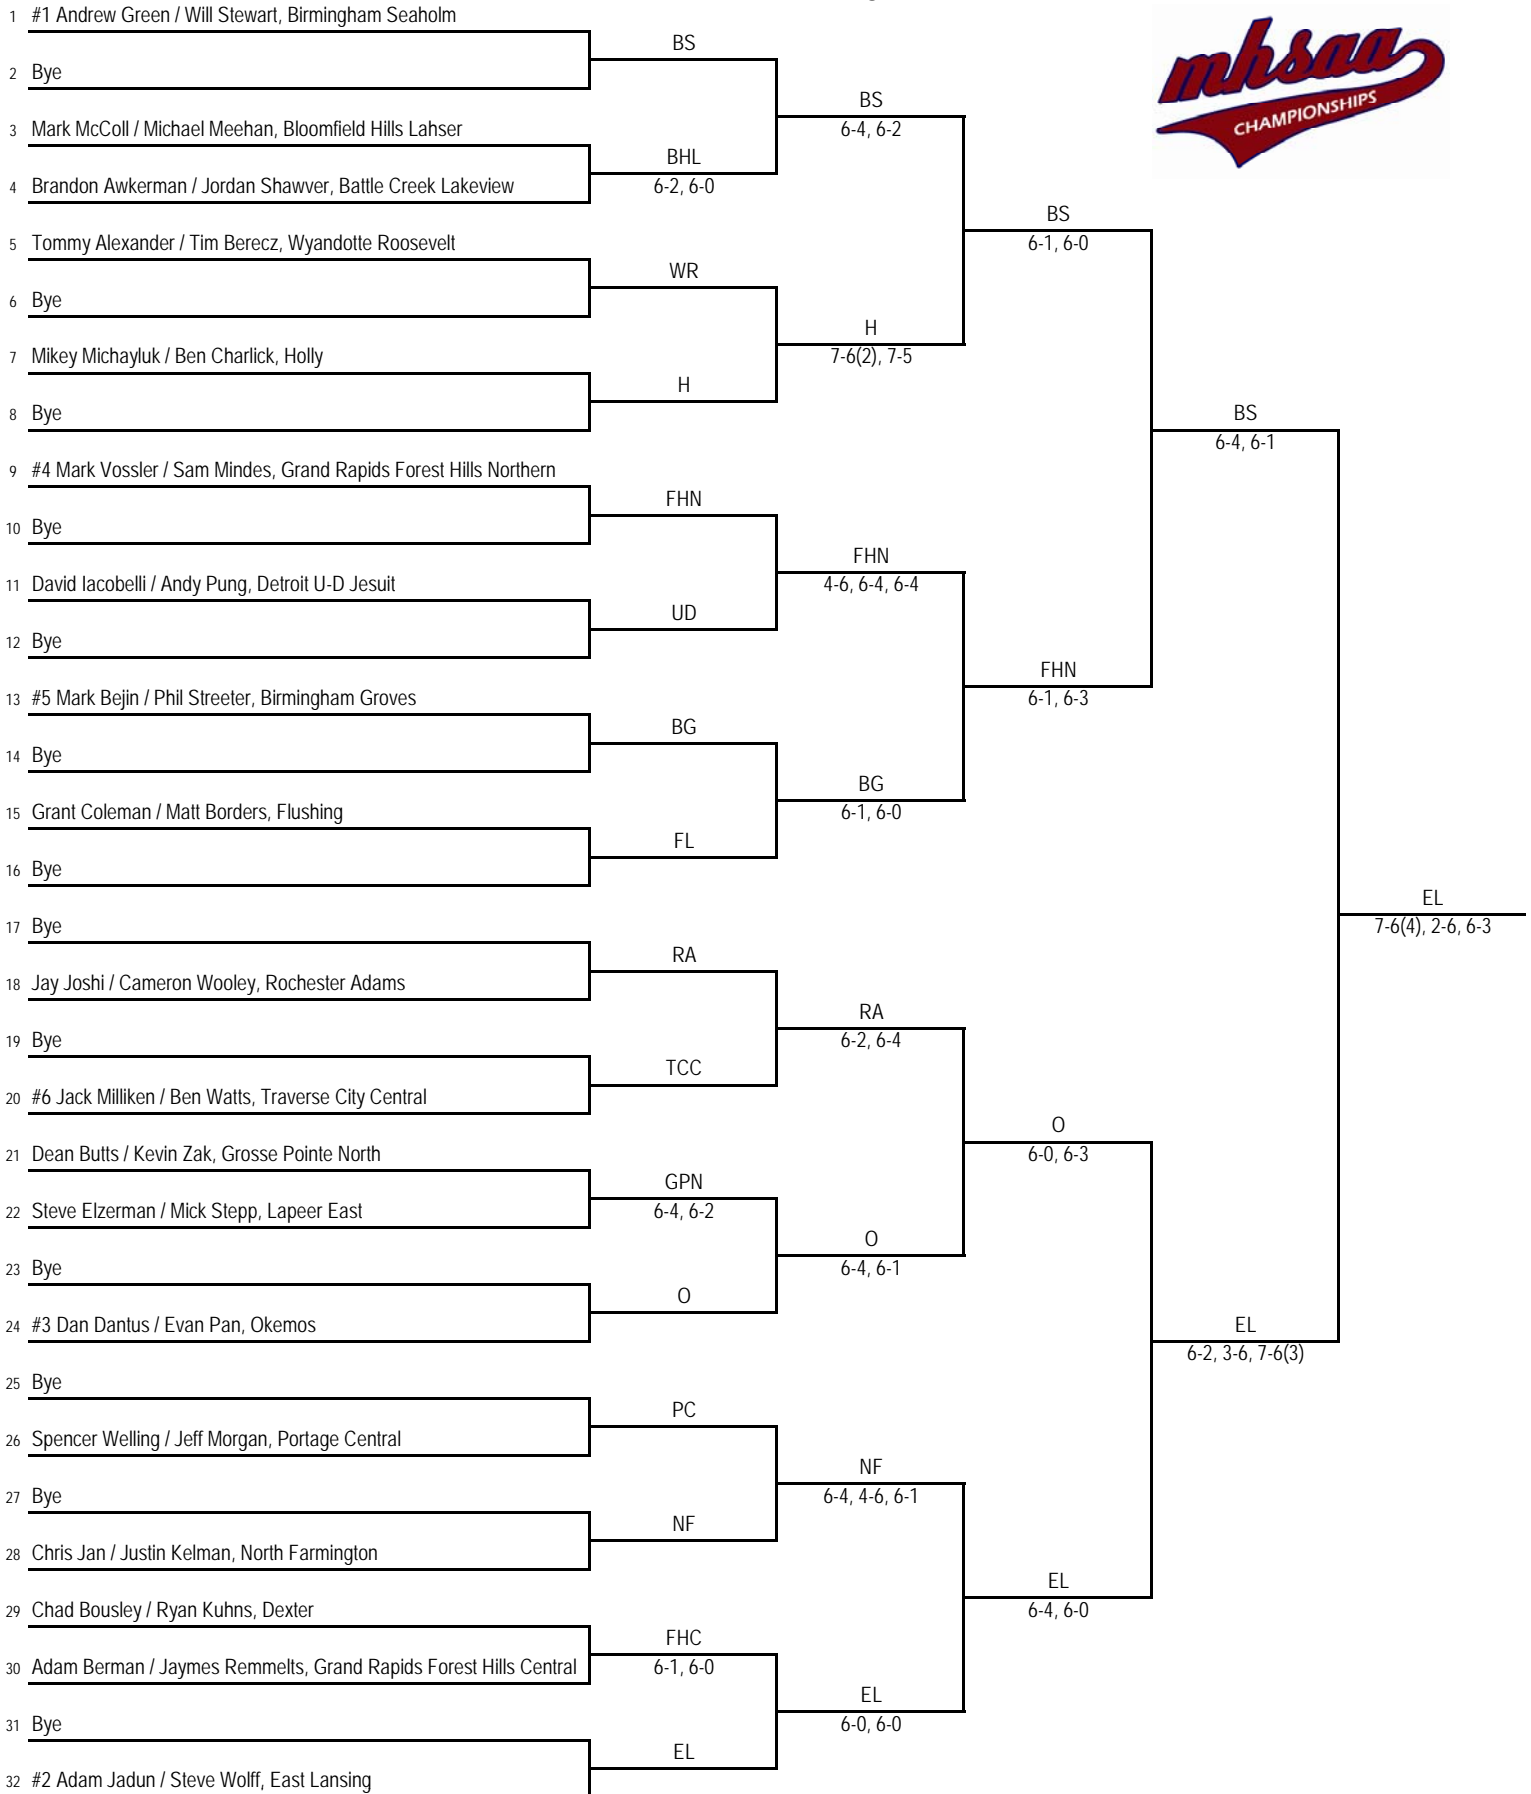 1 #1 Andrew Green / Will Stewart, Birmingham Seaholm
BS
2 Bye
mhsaa
CHAMPIONSHIPS
BS
6-4, 6-2
3 Mark McColl / Michael Meehan, Bloomfield Hills Lahser
BHL
6-2, 6-0
4 Brandon Awkerman / Jordan Shawver, Battle Creek Lakeview
BS
6-1, 6-0
5 Tommy Alexander / Tim Berecz, Wyandotte Roosevelt
WR
6 Bye
H
7-6(2), 7-5
7 Mikey Michayluk / Ben Charlick, Holly
H
8 Bye
BS
6-4, 6-1
9 #4 Mark Vossler / Sam Mindes, Grand Rapids Forest Hills Northern
FHN
10 Bye
FHN
4-6, 6-4, 6-4
11 David Iacobelli / Andy Pung, Detroit U-D Jesuit
UD
12 Bye
FHN
6-1, 6-3
13 #5 Mark Bejin / Phil Streeter, Birmingham Groves
BG
14 Bye
BG
6-1, 6-0
15 Grant Coleman / Matt Borders, Flushing
FL
16 Bye
EL
7-6(4), 2-6, 6-3
17 Bye
RA
18 Jay Joshi / Cameron Wooley, Rochester Adams
RA
6-2, 6-4
19 Bye
TCC
20 #6 Jack Milliken / Ben Watts, Traverse City Central
O
6-0, 6-3
21 Dean Butts / Kevin Zak, Grosse Pointe North
GPN
6-4, 6-2
22 Steve Elzerman / Mick Stepp, Lapeer East
O
6-4, 6-1
23 Bye
O
24 #3 Dan Dantus / Evan Pan, Okemos
EL
6-2, 3-6, 7-6(3)
25 Bye
PC
26 Spencer Welling / Jeff Morgan, Portage Central
NF
6-4, 4-6, 6-1
27 Bye
NF
28 Chris Jan / Justin Kelman, North Farmington
EL
6-4, 6-0
29 Chad Bousley / Ryan Kuhns, Dexter
FHC
6-1, 6-0
30 Adam Berman / Jaymes Remmelts, Grand Rapids Forest Hills Central
EL
6-0, 6-0
31 Bye
EL
32 #2 Adam Jadun / Steve Wolff, East Lansing